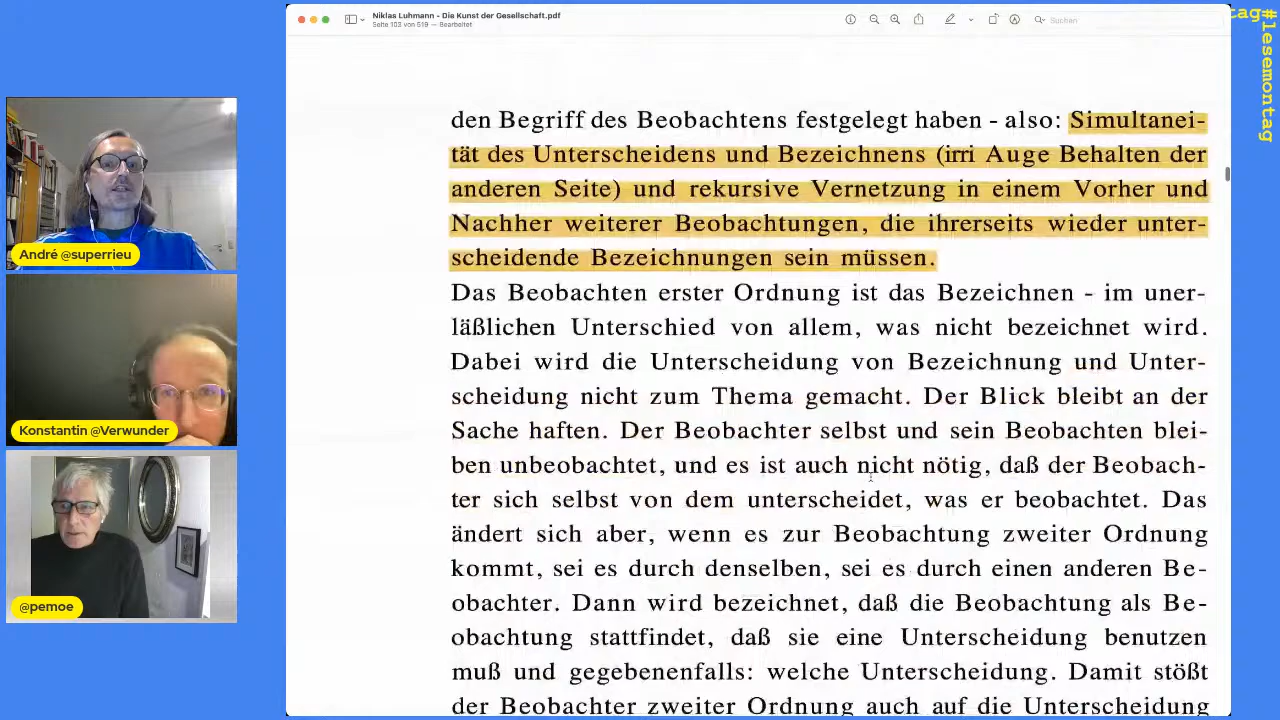 Niklas Luhmann - Die Kunst der Gesellschaft.pdf
Seite 103 von 519 — Bearbeitet
Suchen
tag#lesemontag
den Begriff des Beobachtens festgelegt haben - also: Simultanei-
tät des Unterscheidens und Bezeichnens (irri Auge Behalten der
anderen Seite) und rekursive Vernetzung in einem Vorher und
Nachher weiterer Beobachtungen, die ihrerseits wieder unter-
scheidende Bezeichnungen sein müssen.
Das Beobachten erster Ordnung ist das Bezeichnen - im uner-
läßlichen Unterschied von allem, was nicht bezeichnet wird.
Dabei wird die Unterscheidung von Bezeichnung und Unter-
scheidung nicht zum Thema gemacht. Der Blick bleibt an der
Sache haften. Der Beobachter selbst und sein Beobachten blei-
ben unbeobachtet, und es ist auch nicht nötig, daß der Beobach-
ter sich selbst von dem unterscheidet, was er beobachtet. Das
ändert sich aber, wenn es zur Beobachtung zweiter Ordnung
kommt, sei es durch denselben, sei es durch einen anderen Be-
obachter. Dann wird bezeichnet, daß die Beobachtung als Be-
obachtung stattfindet, daß sie eine Unterscheidung benutzen
muß und gegebenenfalls: welche Unterscheidung. Damit stößt
der Beobachter zweiter Ordnung auch auf die Unterscheidung
André @superrieu
Konstantin @Verwunder
@pemoe